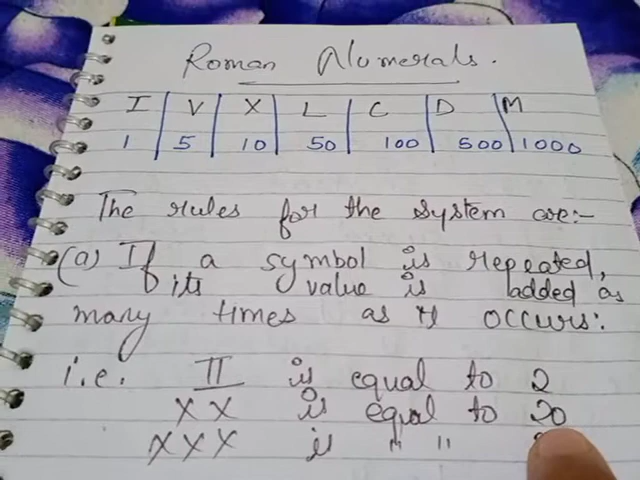 Roman Numerals.
I V X L C D M
1 5 10 50 100 500 1000
The rules for the system are:-
(a) If a symbol is repeated,
its value is added as
many times as it occurs:
i.e. II is equal to 2
XX is equal to 20
XXX is " "